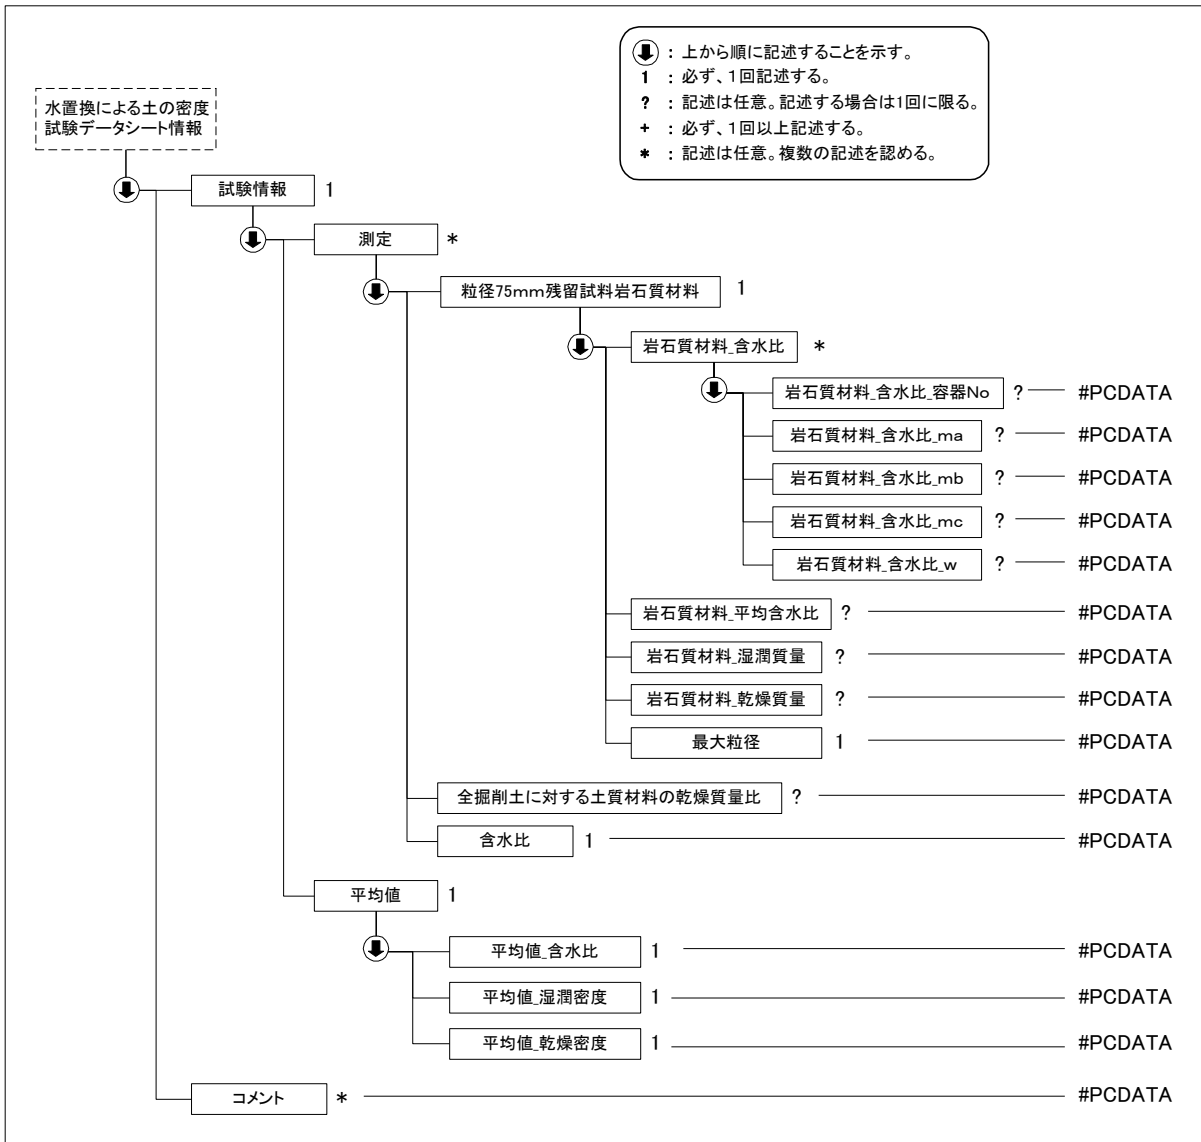 ⬇ : 上から順に記述することを示す。
1 : 必ず、1回記述する。
? : 記述は任意。記述する場合は1回に限る。
+ : 必ず、1回以上記述する。
* : 記述は任意。複数の記述を認める。
水置換による土の密度
試験データシート情報
試験情報 1
測定 *
粒径75mm残留試料岩石質材料 1
岩石質材料_含水比 *
岩石質材料_含水比_容器No ? #PCDATA
岩石質材料_含水比_ma ? #PCDATA
岩石質材料_含水比_mb ? #PCDATA
岩石質材料_含水比_mc ? #PCDATA
岩石質材料_含水比_w ? #PCDATA
岩石質材料_平均含水比 ? #PCDATA
岩石質材料_湿潤質量 ? #PCDATA
岩石質材料_乾燥質量 ? #PCDATA
最大粒径 1 #PCDATA
全掘削土に対する土質材料の乾燥質量比 ? #PCDATA
含水比 1 #PCDATA
平均値 1
平均値_含水比 1 #PCDATA
平均値_湿潤密度 1 #PCDATA
平均値_乾燥密度 1 #PCDATA
コメント * #PCDATA